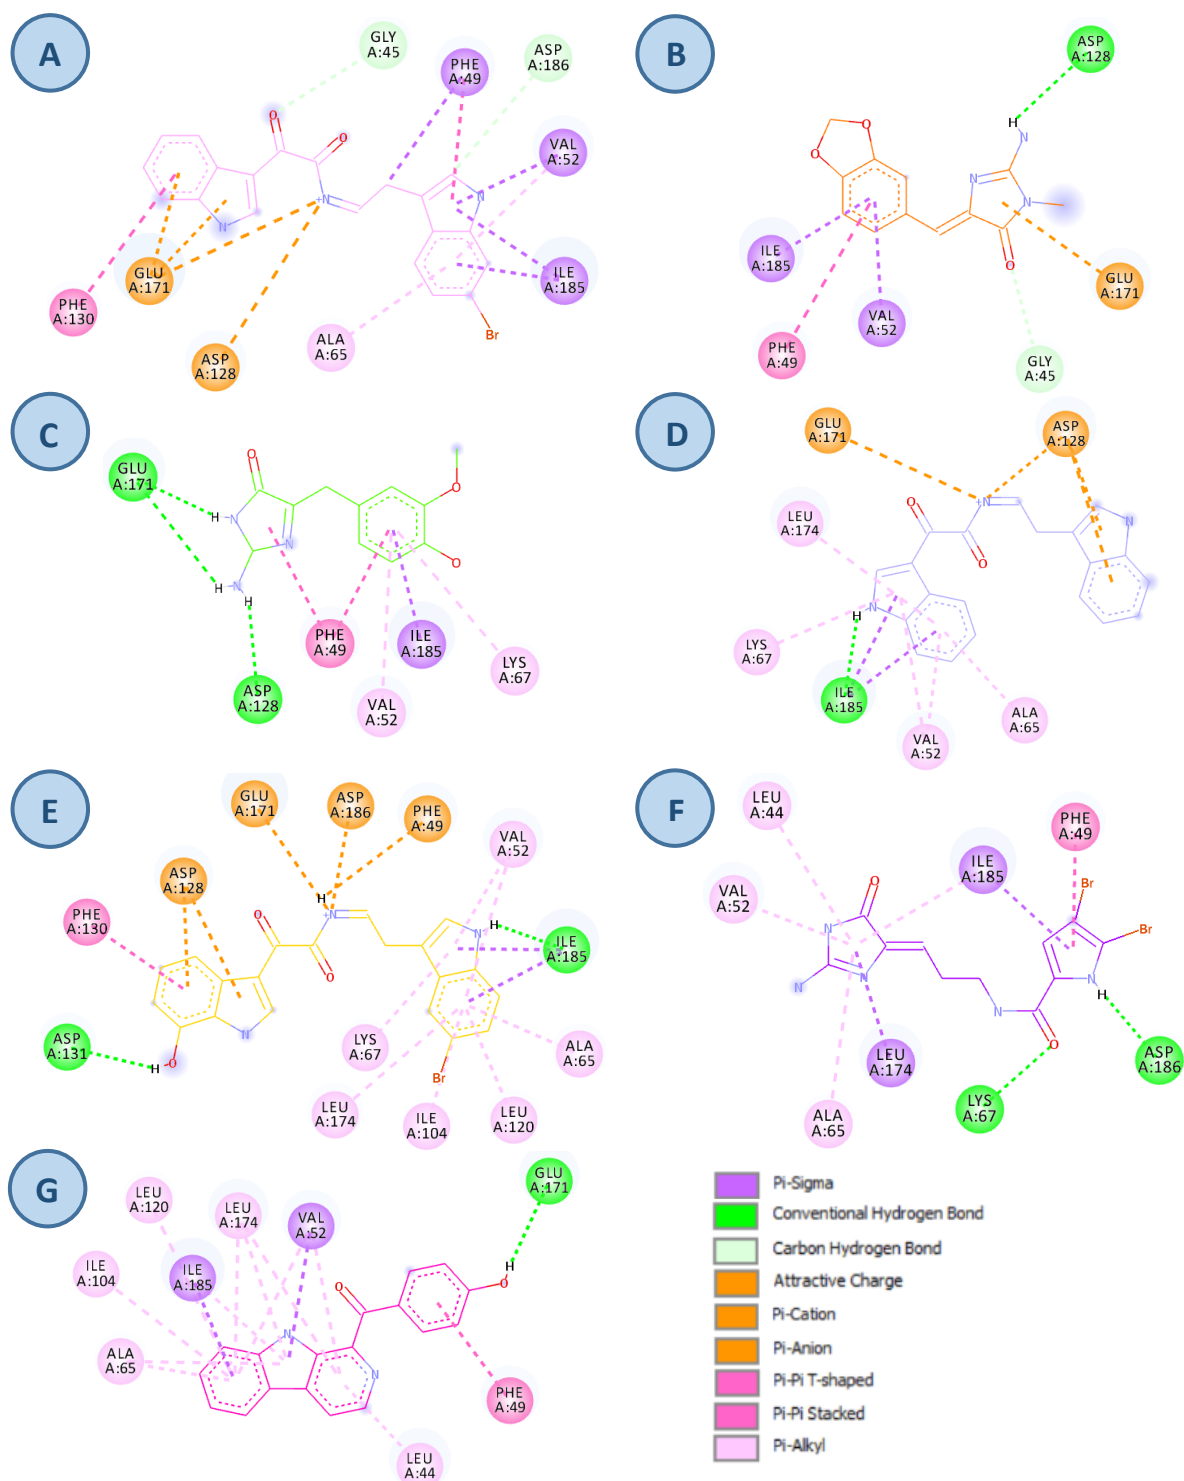 A
GLY
A:45
PHE
A:49
ASP
A:186
VAL
A:52
ILE
A:185
O
O
+N
N
N
Br
GLU
A:171
PHE
A:130
ASP
A:128
ALA
A:65
B
ASP
A:128
H
N
N
N
O
O
O
ILE
A:185
PHE
A:49
VAL
A:52
GLU
A:171
GLY
A:45
C
GLU
A:171
O
H
N
N
H
N
H
O
O
PHE
A:49
ILE
A:185
LYS
A:67
ASP
A:128
VAL
A:52
D
GLU
A:171
ASP
A:128
LEU
A:174
O
+N
O
N
N
H
LYS
A:67
ILE
A:185
VAL
A:52
ALA
A:65
E
GLU
A:171
ASP
A:186
PHE
A:49
VAL
A:52
ASP
A:128
PHE
A:130
H
+N
O
O
N
H
ILE
A:185
N
ASP
A:131
H
O
LYS
A:67
Br
ALA
A:65
LEU
A:174
ILE
A:104
LEU
A:120
F
LEU
A:44
PHE
A:49
ILE
A:185
VAL
A:52
O
Br
Br
N
N
N
N
N
H
O
LEU
A:174
ASP
A:186
LYS
A:67
ALA
A:65
G
LEU
A:120
LEU
A:174
VAL
A:52
GLU
A:171
ILE
A:104
ILE
A:185
H
O
O
N
N
ALA
A:65
PHE
A:49
LEU
A:44
Pi-Sigma
Conventional Hydrogen Bond
Carbon Hydrogen Bond
Attractive Charge
Pi-Cation
Pi-Anion
Pi-Pi T-shaped
Pi-Pi Stacked
Pi-Alkyl